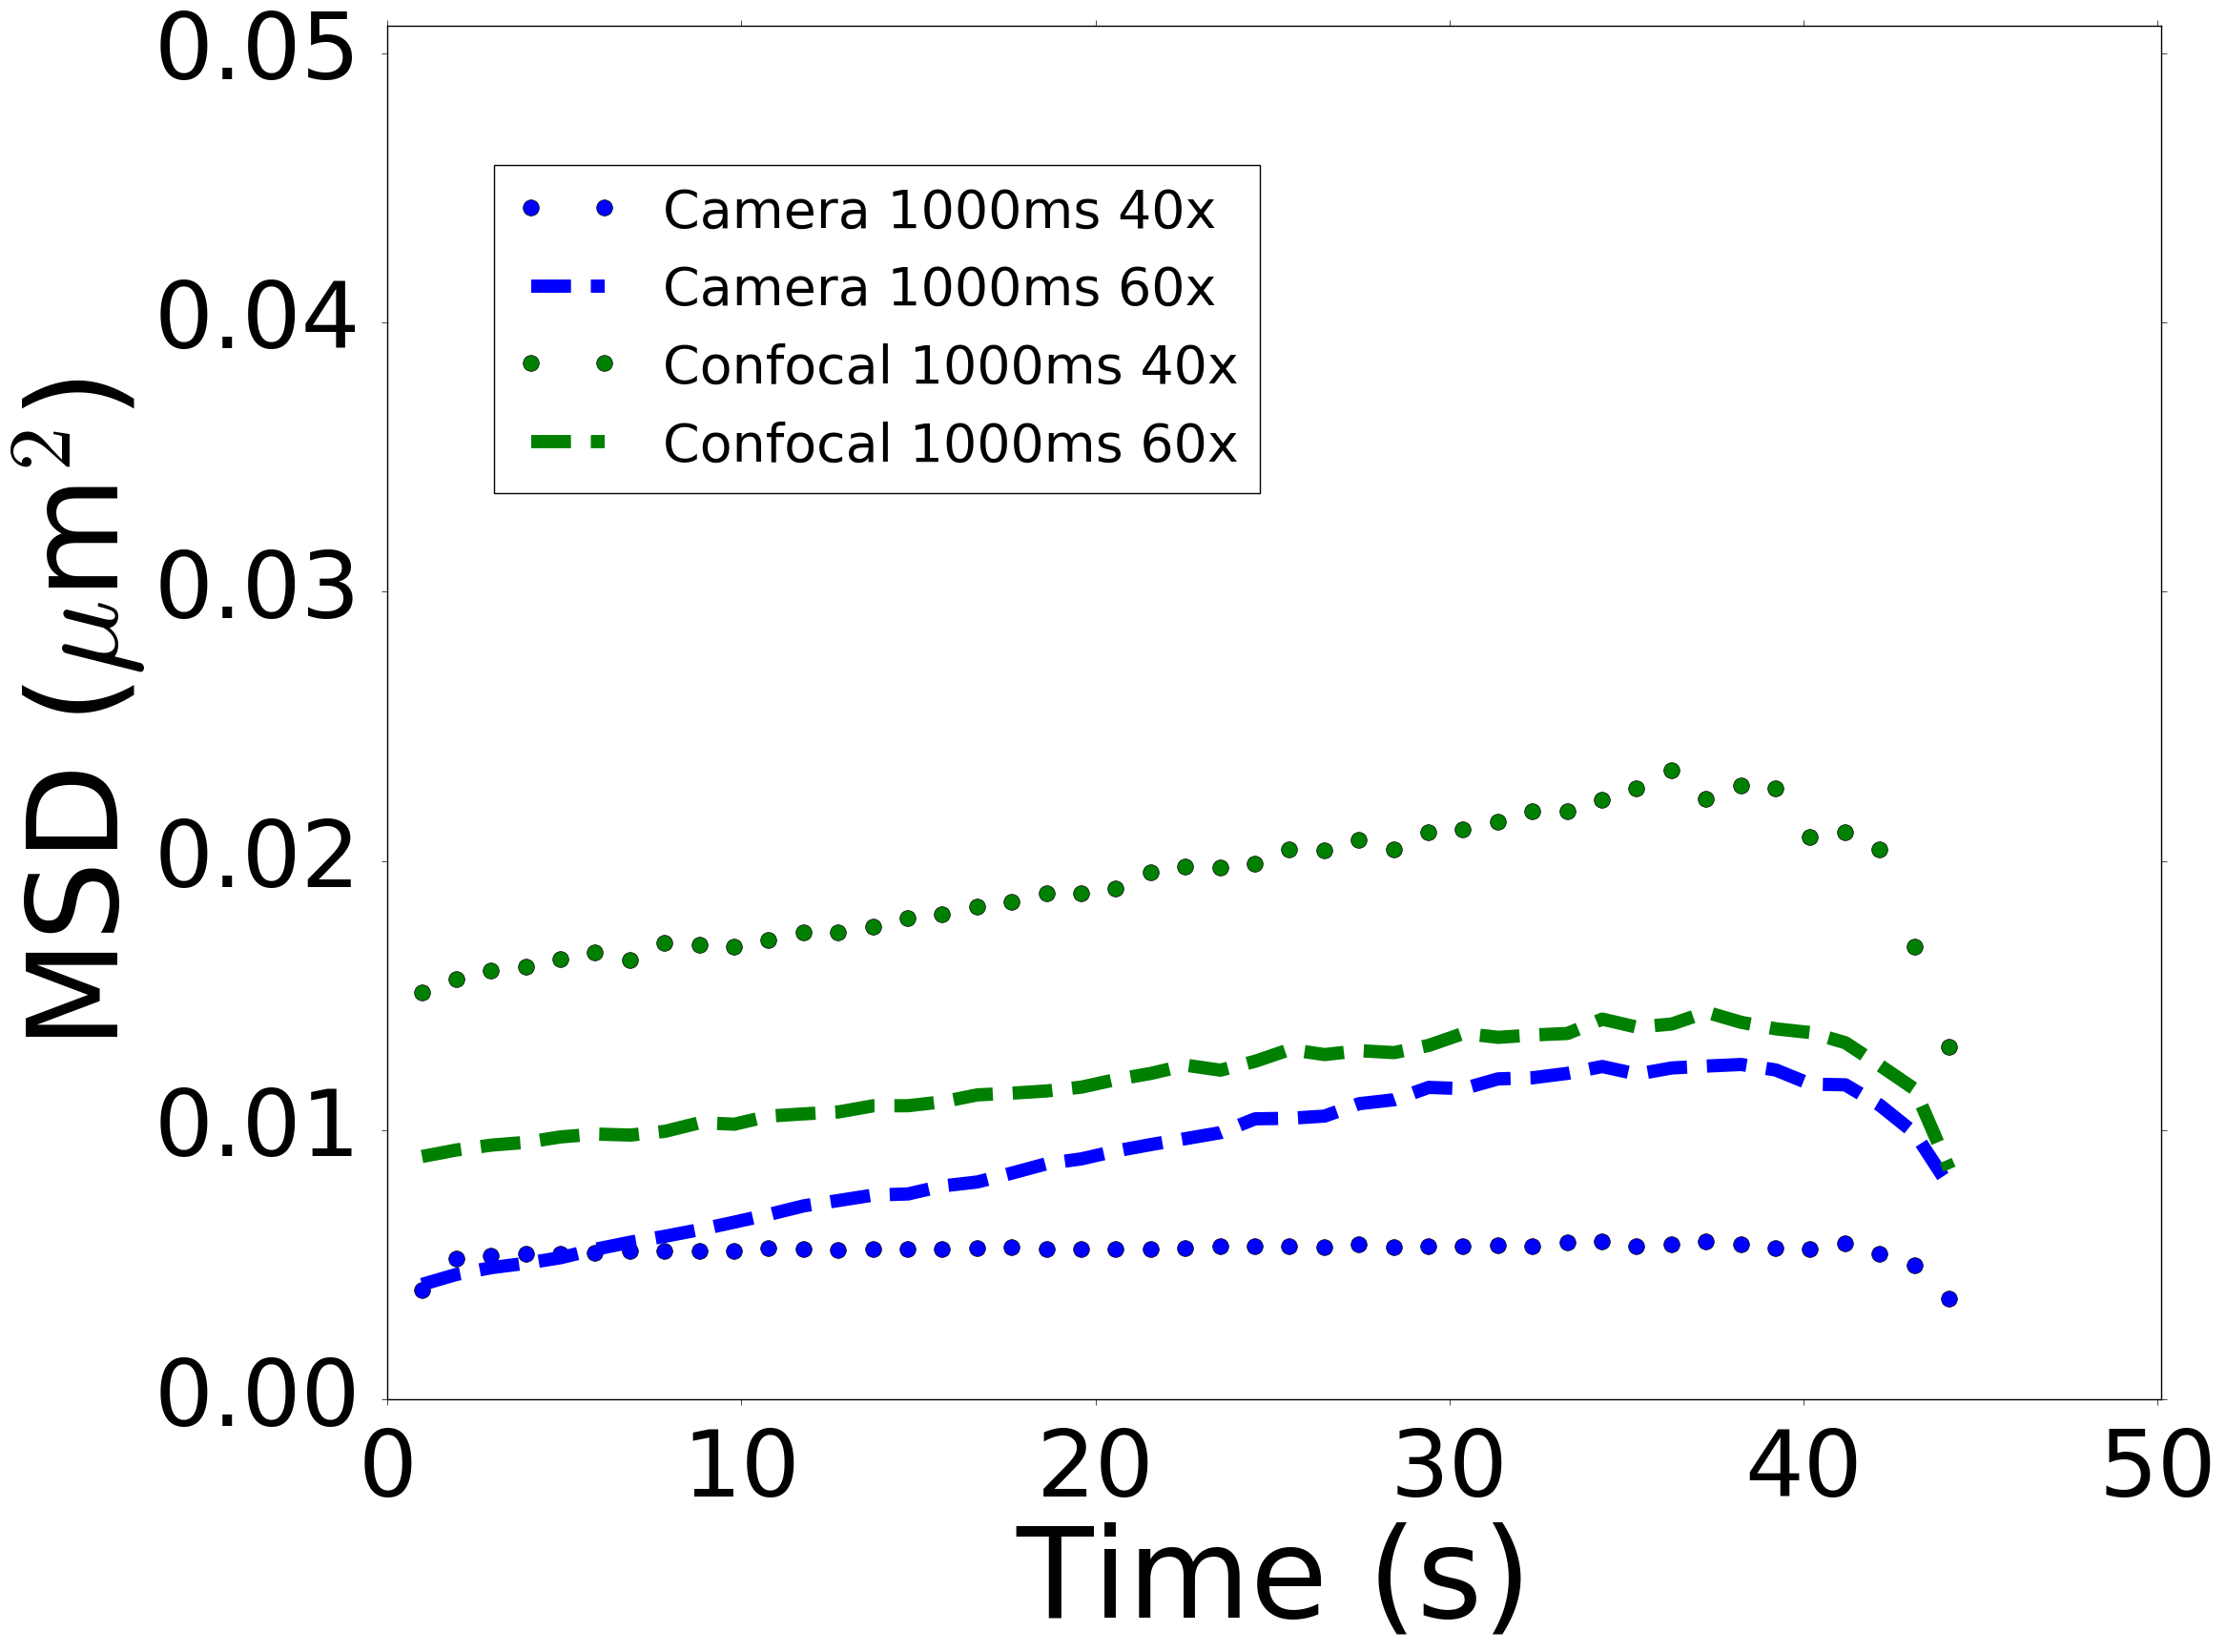 0.05
0.04
0.03
0.02
0.01
0.00
MSD (μm²)
Camera 1000ms 40x
Camera 1000ms 60x
Confocal 1000ms 40x
Confocal 1000ms 60x
0 10 20 30 40 50
Time (s)